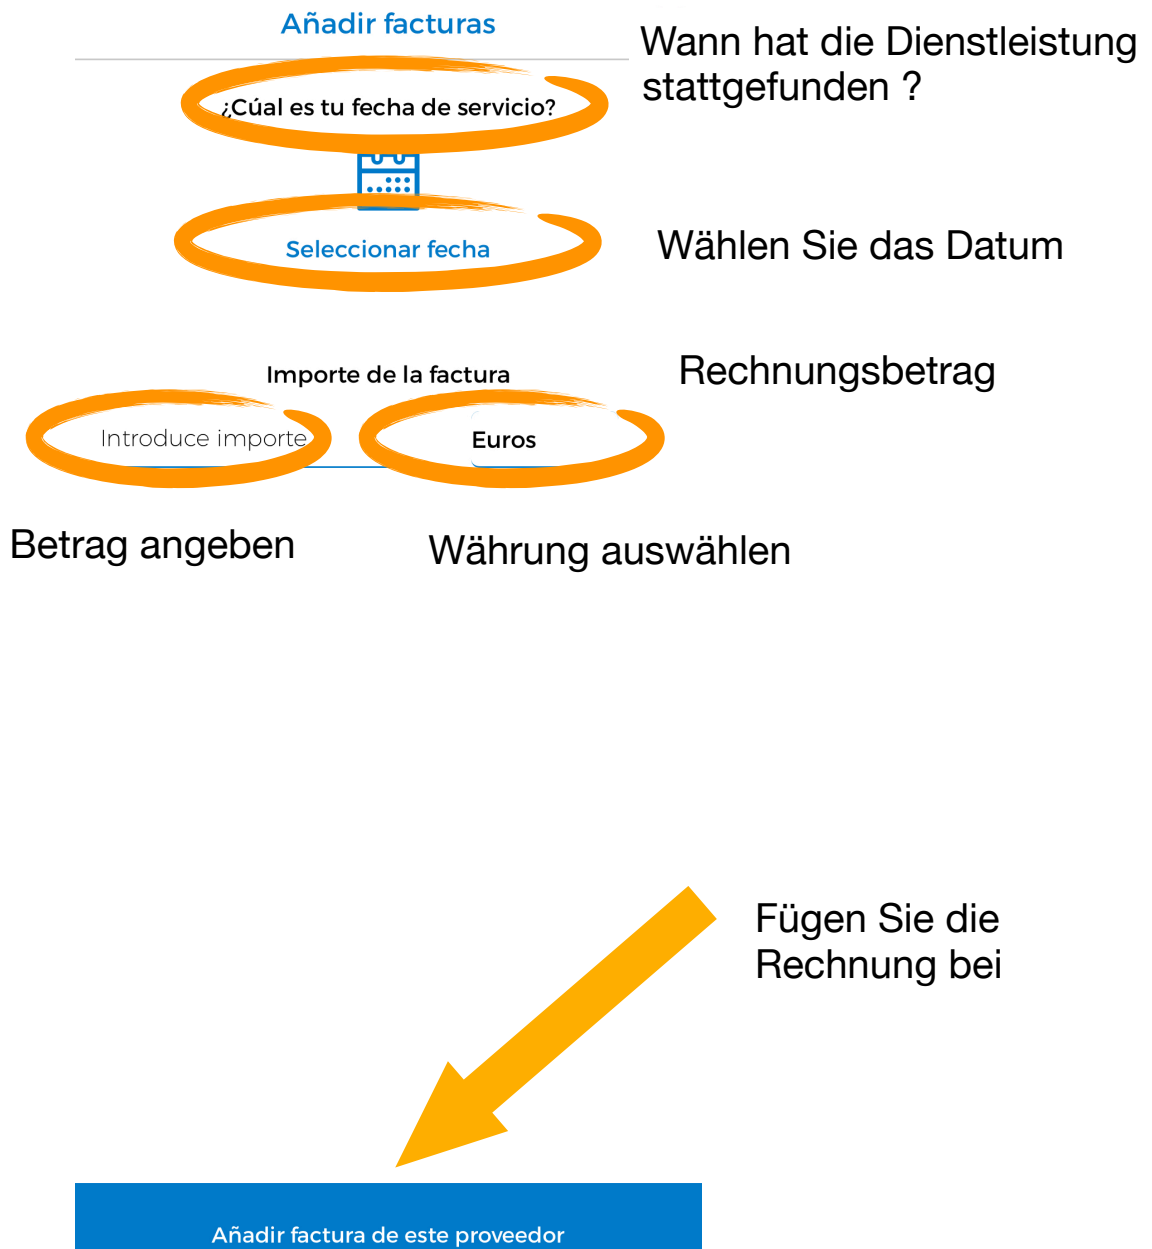 Añadir facturas
Wann hat die Dienstleistung
stattgefunden ?
¿Cúal es tu fecha de servicio?
Seleccionar fecha
Wählen Sie das Datum
Importe de la factura
Rechnungsbetrag
Introduce importe
Euros
Betrag angeben
Währung auswählen
Fügen Sie die
Rechnung bei
Añadir factura de este proveedor